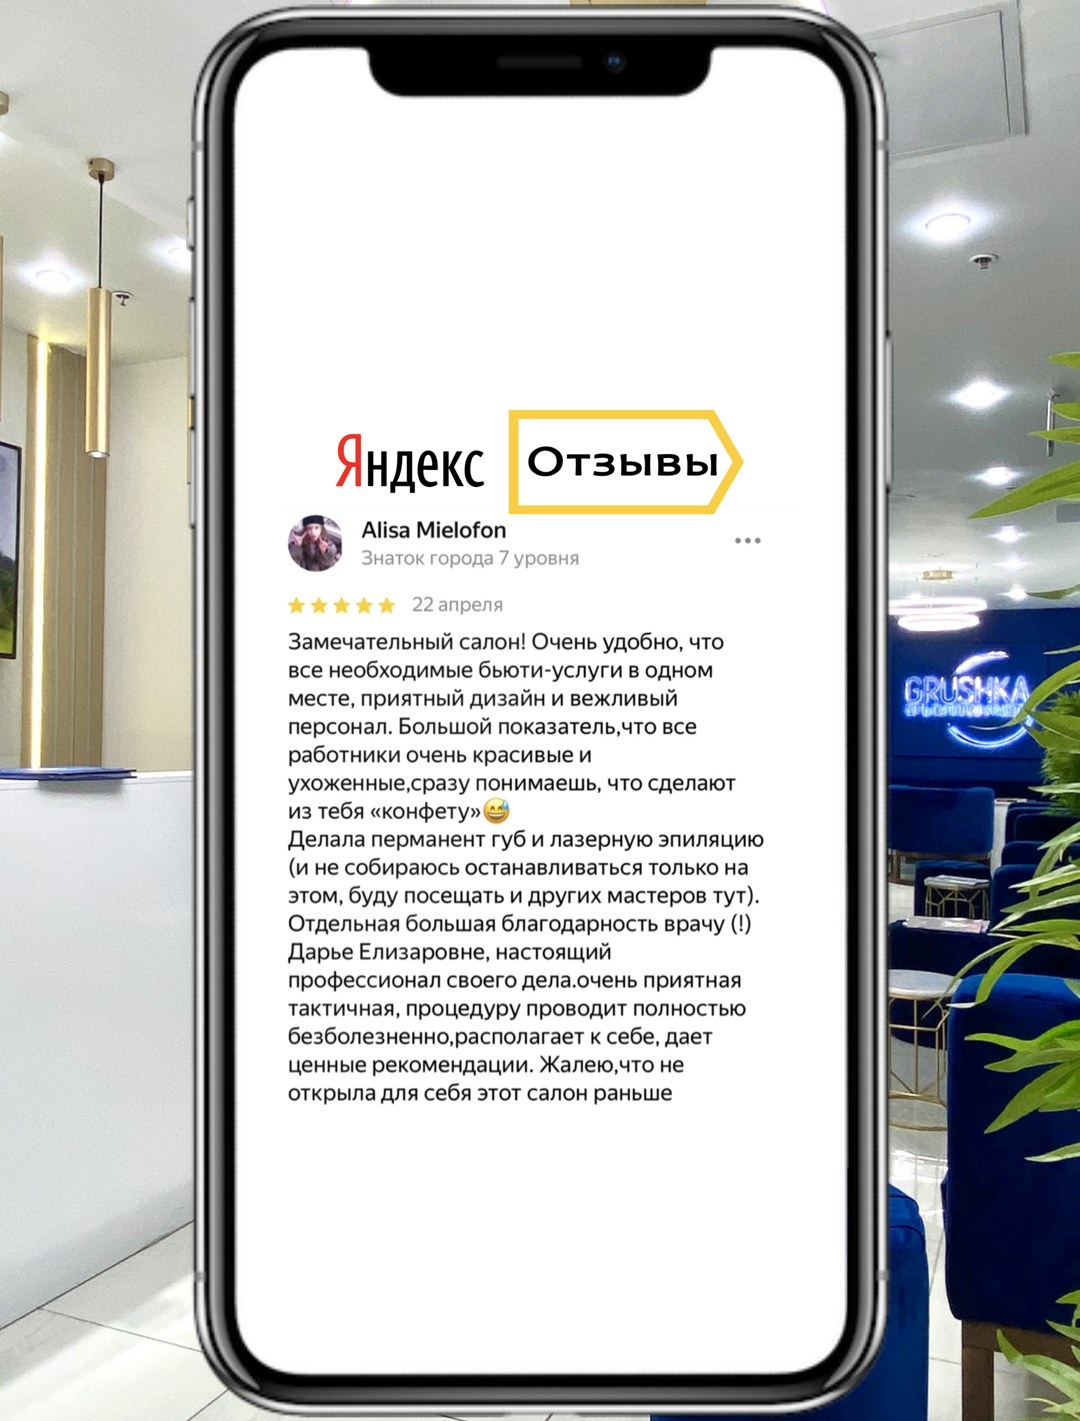 Яндекс Отзывы
Alisa Mielofon
Знаток города 7 уровня
22 апреля
Замечательный салон! Очень удобно, что
все необходимые бьюти-услуги в одном
месте, приятный дизайн и вежливый
персонал. Большой показатель,что все
работники очень красивые и
ухоженные,сразу понимаешь, что сделают
из тебя «конфету»😅
Делала перманент губ и лазерную эпиляцию
(и не собираюсь останавливаться только на
этом, буду посещать и других мастеров тут).
Отдельная большая благодарность врачу (!)
Дарье Елизаровне, настоящий
профессионал своего дела.очень приятная
тактичная, процедуру проводит полностью
безболезненно,располагает к себе, дает
ценные рекомендации. Жалею,что не
открыла для себя этот салон раньше
GRUSHKA